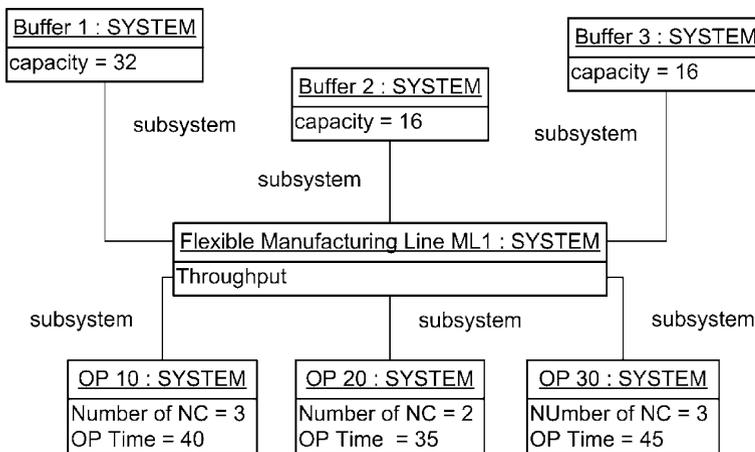 Buffer 1 : SYSTEM
capacity = 32
Buffer 2 : SYSTEM
capacity = 16
Buffer 3 : SYSTEM
capacity = 16
subsystem
subsystem
subsystem
Flexible Manufacturing Line ML1 : SYSTEM
Throughput
subsystem
subsystem
subsystem
OP 10 : SYSTEM
Number of NC = 3
OP Time = 40
OP 20 : SYSTEM
Number of NC = 2
OP Time = 35
OP 30 : SYSTEM
NUmber of NC = 3
OP Time = 45